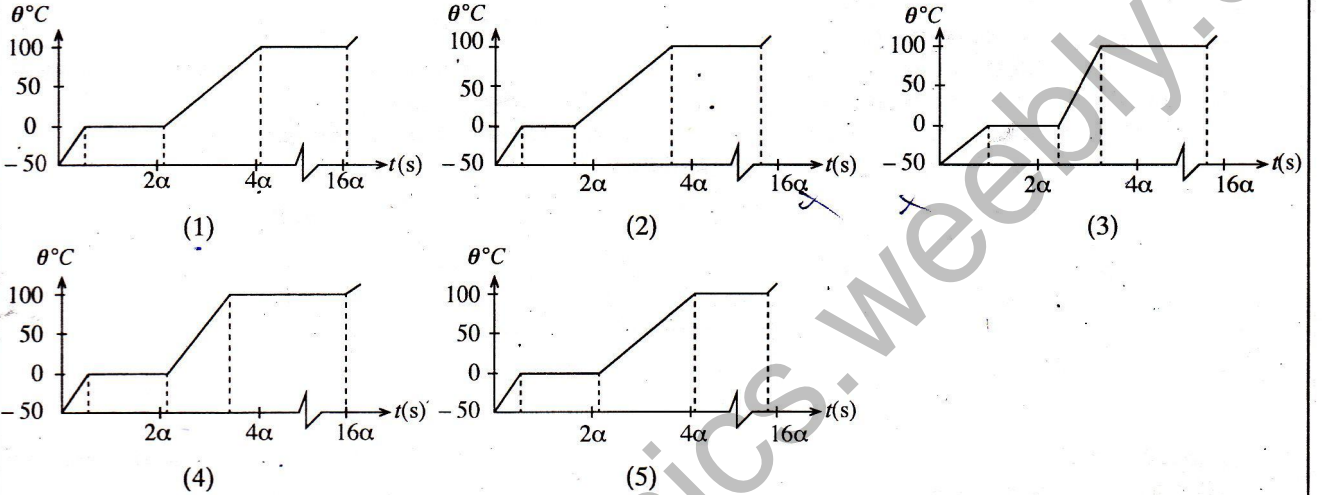 θ°C θ°C θ°C
100 100 100
50 50 50
0 0 0
– 50 – 50 – 50
2α 4α 16α t(s) 2α 4α 16α t(s) 2α 4α 16α t(s)
(1) (2) (3)
θ°C θ°C
100 100
50 50
0 0
– 50 – 50
2α 4α 16α t(s) 2α 4α 16α t(s)
(4) (5)
ics.weebly.